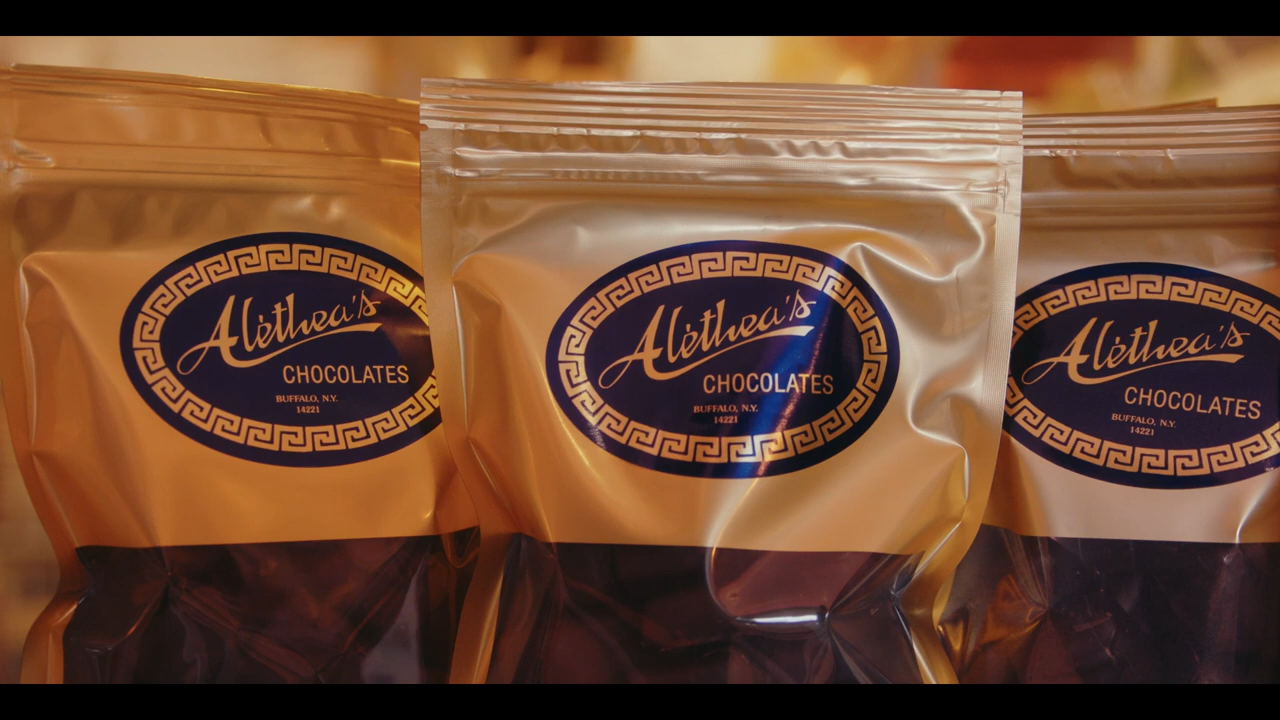 Alèthea's
CHOCOLATES
BUFFALO, N.Y.
14221
Alèthea's
CHOCOLATES
BUFFALO, N.Y.
14221
Alèthea's
CHOCOLATES
BUFFALO, N.Y.
14221